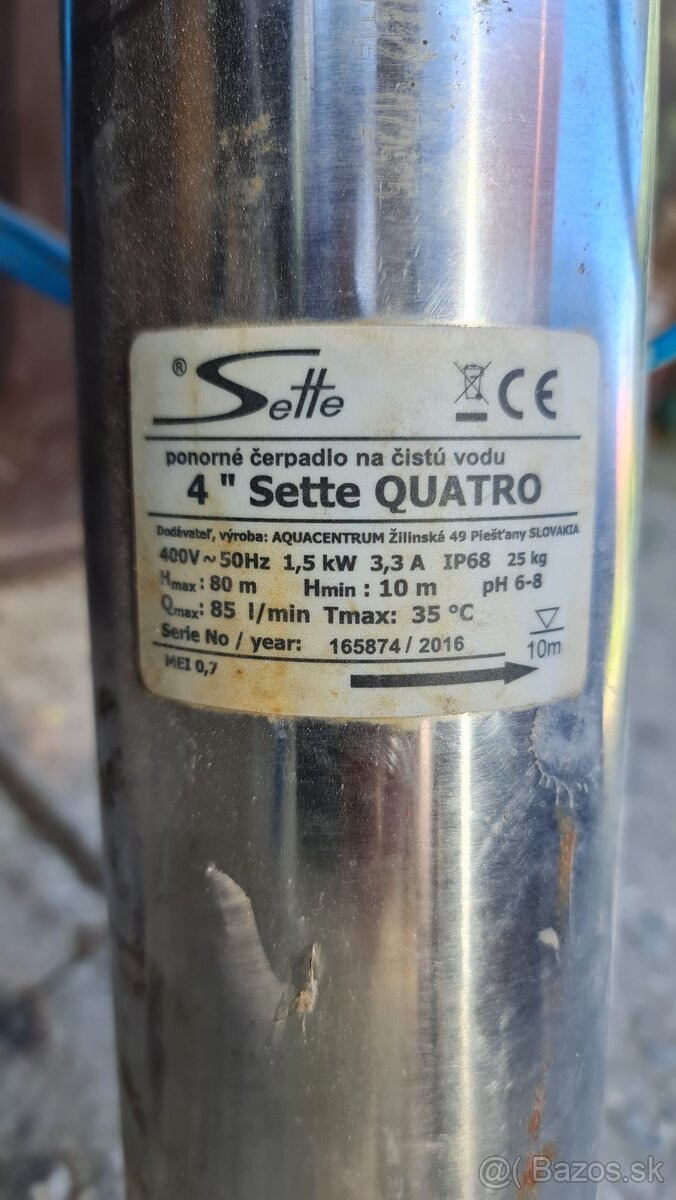 ® Sette CE
ponorné čerpadlo na čistú vodu
4 " Sette QUATRO
Dodávateľ, výroba: AQUACENTRUM Žilinská 49 Piešťany SLOVAKIA
400V ~ 50Hz 1,5 kW 3,3 A IP68 25 kg
Hmax : 80 m Hmin : 10 m pH 6-8
Qmax: 85 l/min Tmax: 35 °C
Serie No / year: 165874 / 2016
10m
MEI 0,7
@( Bazos.sk